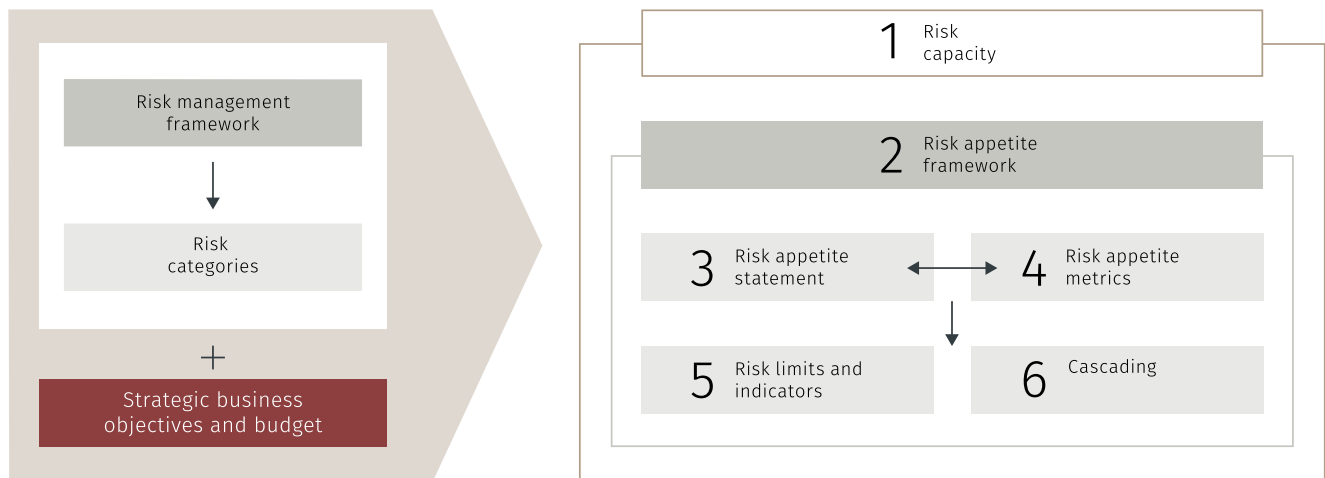 Risk management
framework
Risk
categories
+
Strategic business
objectives and budget
1 Risk
capacity
2 Risk appetite
framework
3 Risk appetite
statement
4 Risk appetite
metrics
5 Risk limits and
indicators
6 Cascading